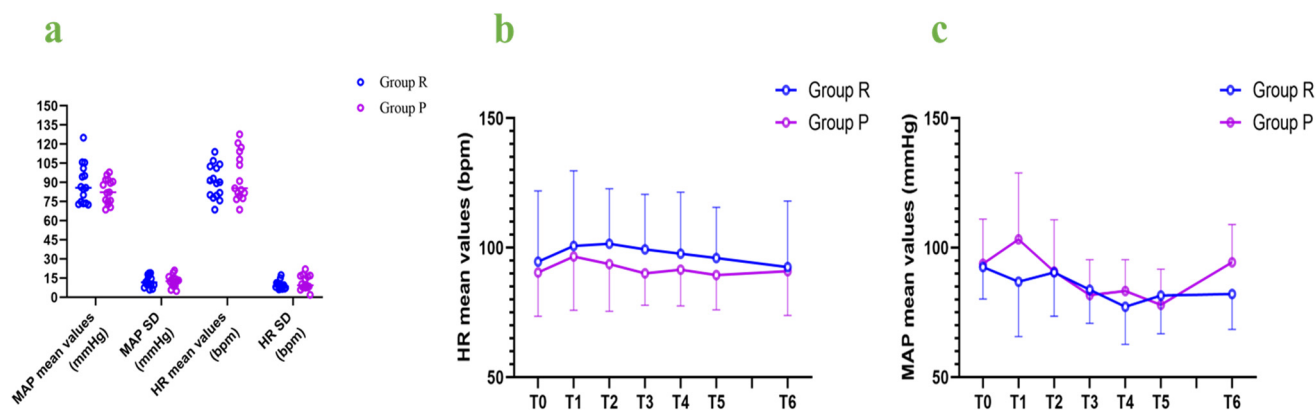 a
Group R
Group P
150
135
120
105
90
75
60
45
30
15
0
MAP mean values
(mmHg)
MAP SD
(mmHg)
HR mean values
(bpm)
HR SD
(bpm)
b
Group R
Group P
HR mean values (bpm)
150
100
50
T0 T1 T2 T3 T4 T5 T6
c
Group R
Group P
MAP mean values (mmHg)
150
100
50
T0 T1 T2 T3 T4 T5 T6